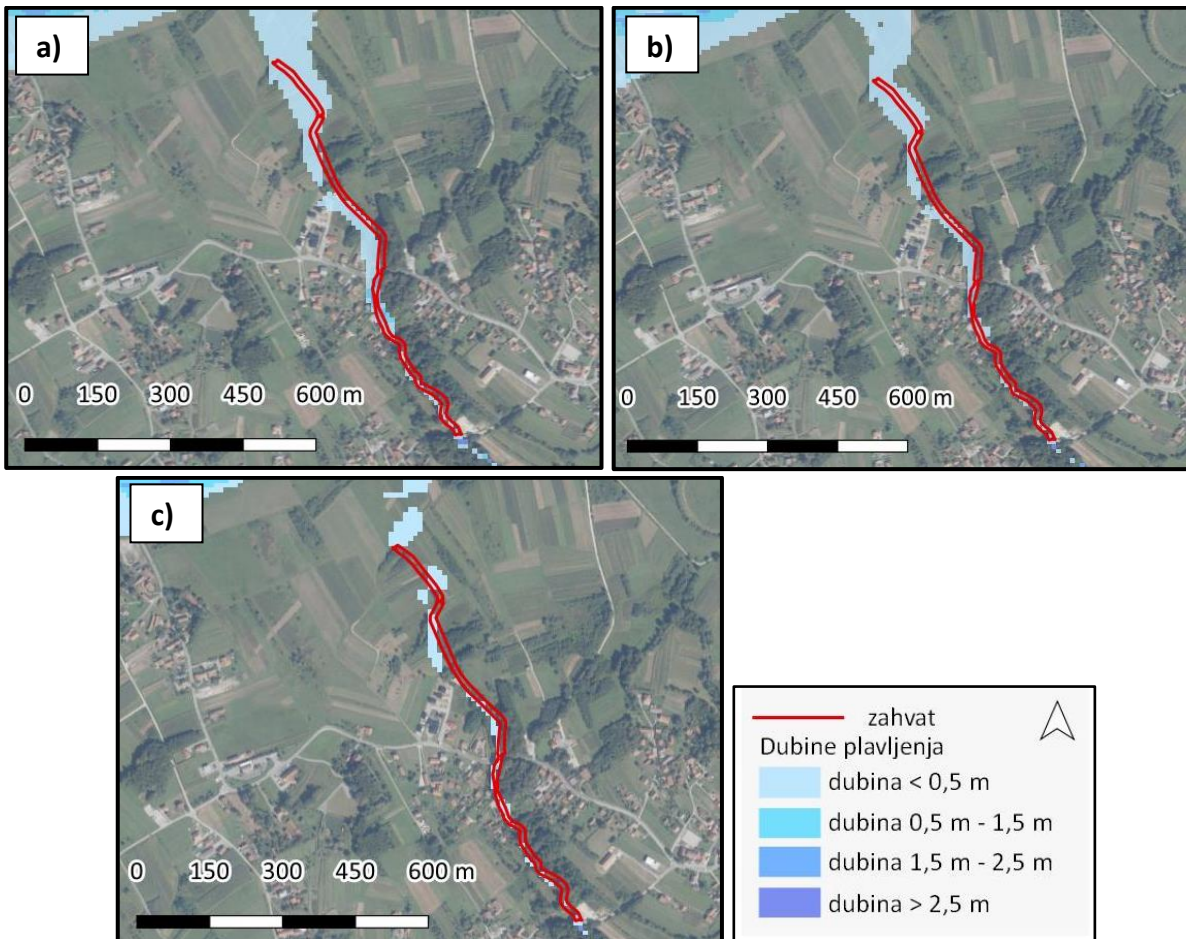 a)
0 150 300 450 600 m
b)
0 150 300 450 600 m
c)
0 150 300 450 600 m
zahvat
Dubine plavljenja
dubina < 0,5 m
dubina 0,5 m - 1,5 m
dubina 1,5 m - 2,5 m
dubina > 2,5 m